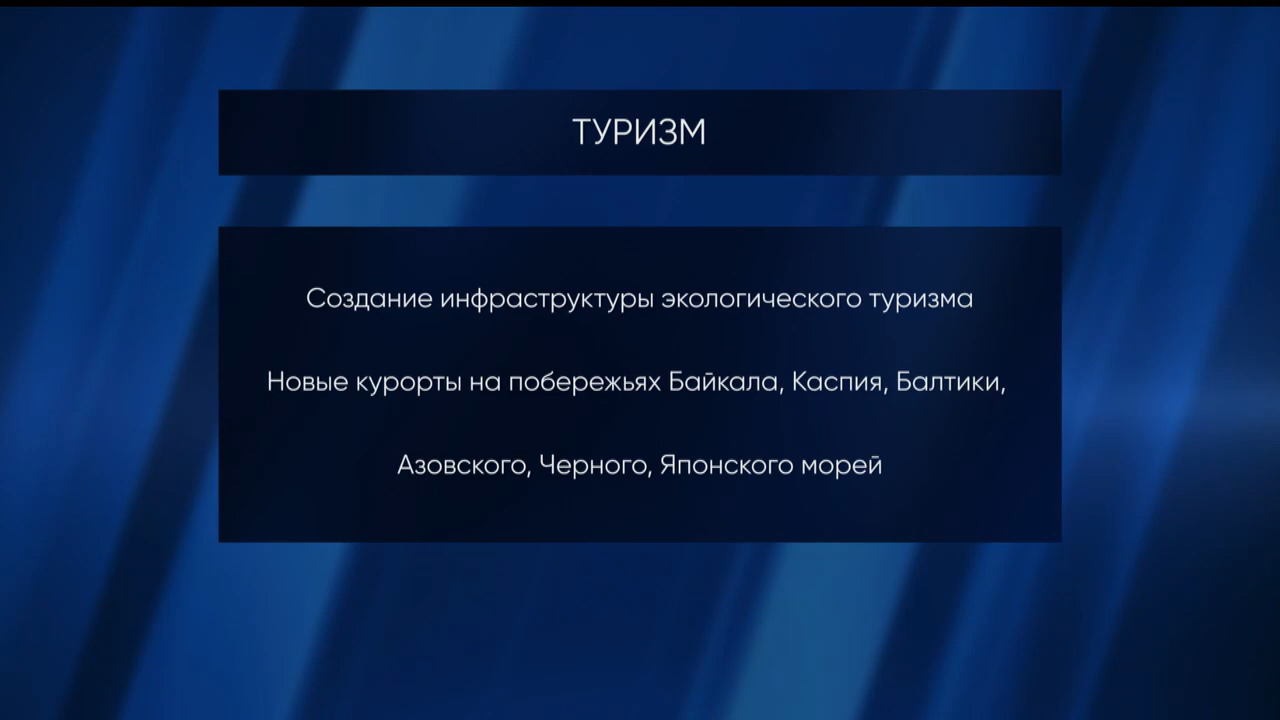 ТУРИЗМ
Создание инфраструктуры экологического туризма
Новые курорты на побережьях Байкала, Каспия, Балтики,
Азовского, Черного, Японского морей